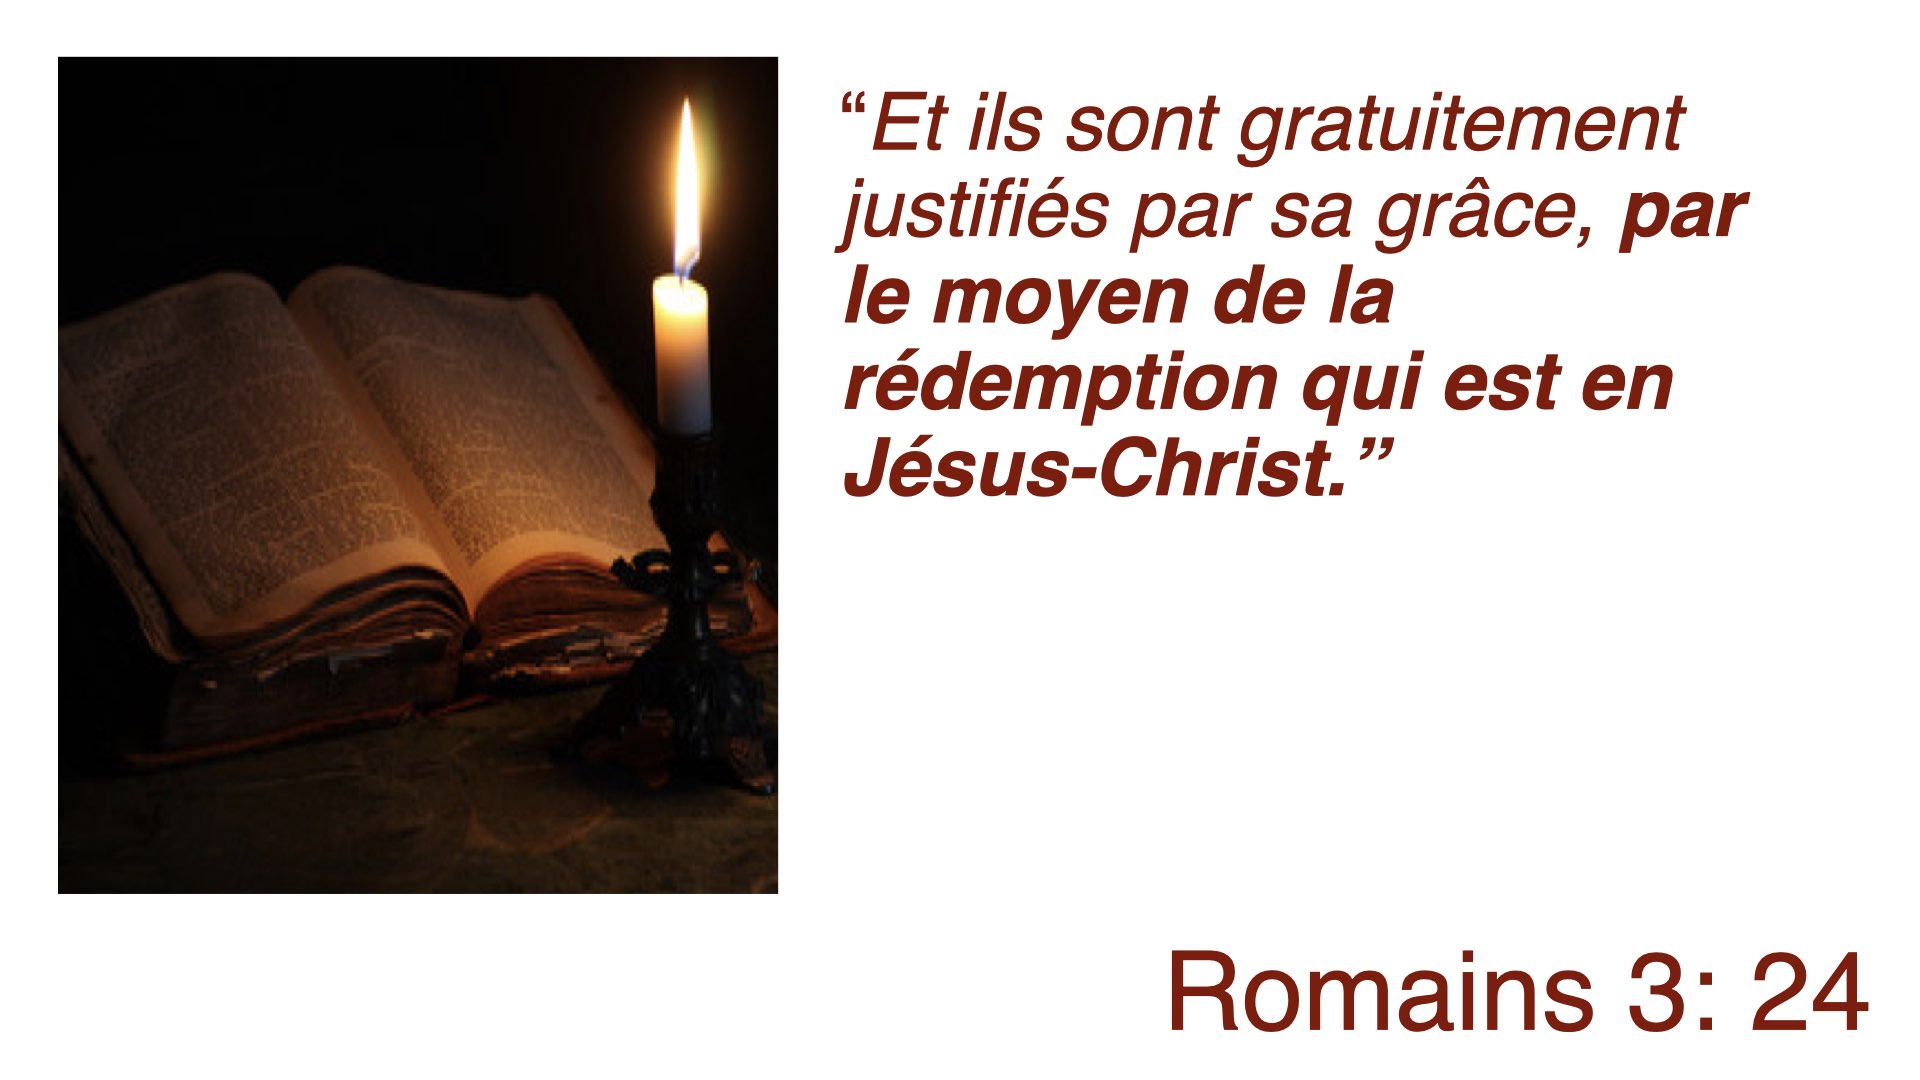 “Et ils sont gratuitement
justifiés par sa grâce, par
le moyen de la
rédemption qui est en
Jésus-Christ.”
Romains 3: 24